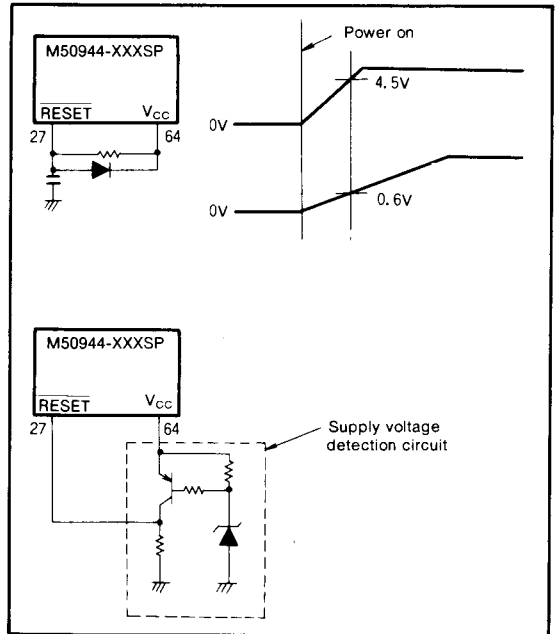 M50944-XXXSP
RESET VCC
27 64
Power on
4.5V
0V
0.6V
0V
M50944-XXXSP
RESET VCC
27 64
Supply voltage
detection circuit